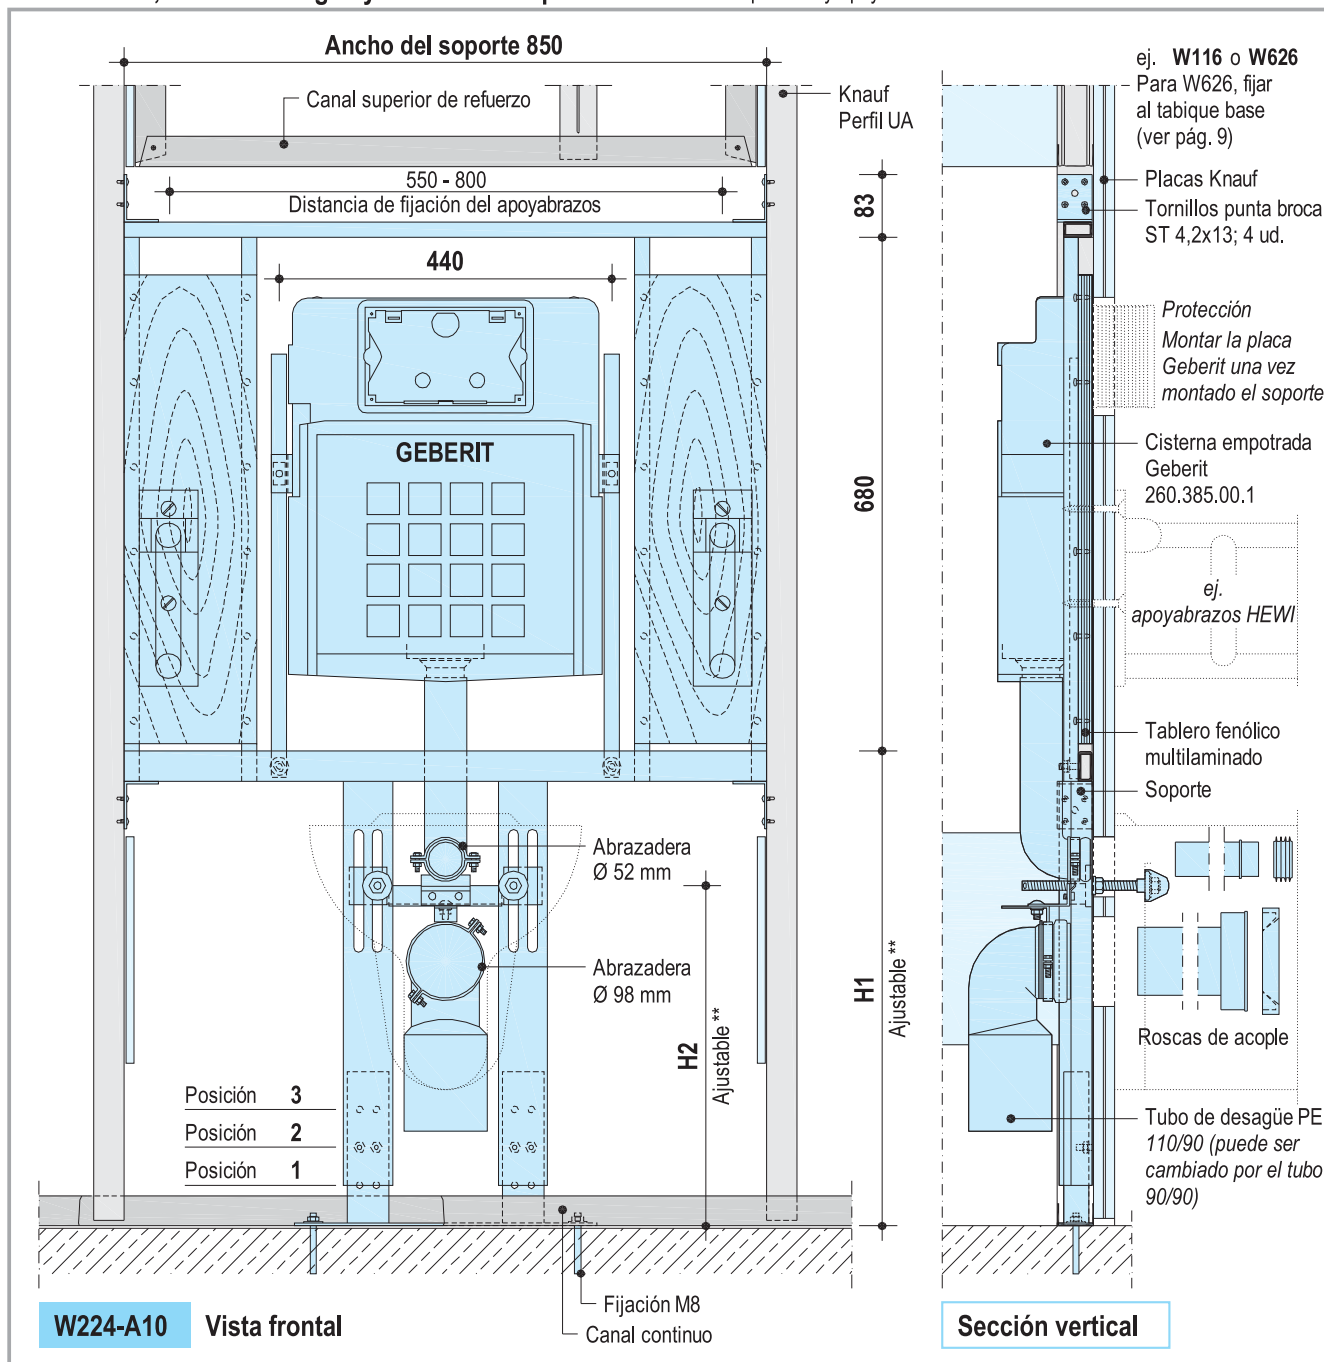 Ancho del soporte 850
Canal superior de refuerzo
Knauf
Perfil UA
550 - 800
Distancia de fijación del apoyabrazos
440
GEBERIT
83
680
Abrazadera
Ø 52 mm
Abrazadera
Ø 98 mm
H2
Ajustable **
H1
Ajustable **
Posición 3
Posición 2
Posición 1
Fijación M8
Canal continuo
W224-A10 Vista frontal
ej. W116 o W626
Para W626, fijar
al tabique base
(ver pág. 9)
Placas Knauf
Tornillos punta broca
ST 4,2x13; 4 ud.
Protección
Montar la placa
Geberit una vez
montado el soporte
Cisterna empotrada
Geberit
260.385.00.1
ej.
apoyabrazos HEWI
Tablero fenólico
multilaminado
Soporte
Roscas de acople
Tubo de desagüe PE
110/90 (puede ser
cambiado por el tubo
90/90)
Sección vertical